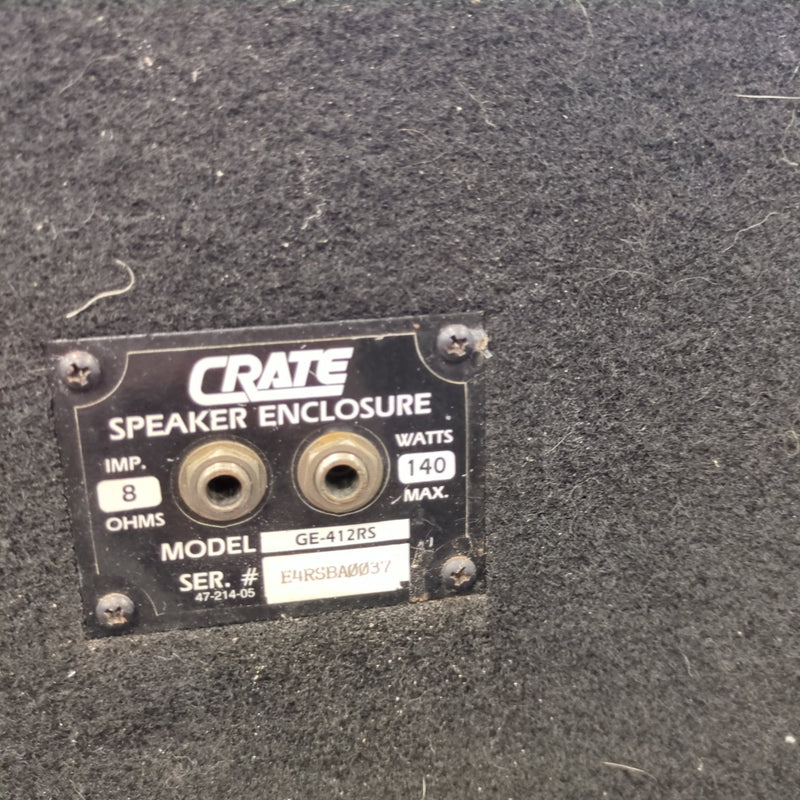 CRATE
SPEAKER ENCLOSURE
IMP.
8
OHMS
WATTS
140
MAX.
MODEL GE-412RS
SER. # E4RSBA0037
47-214-05